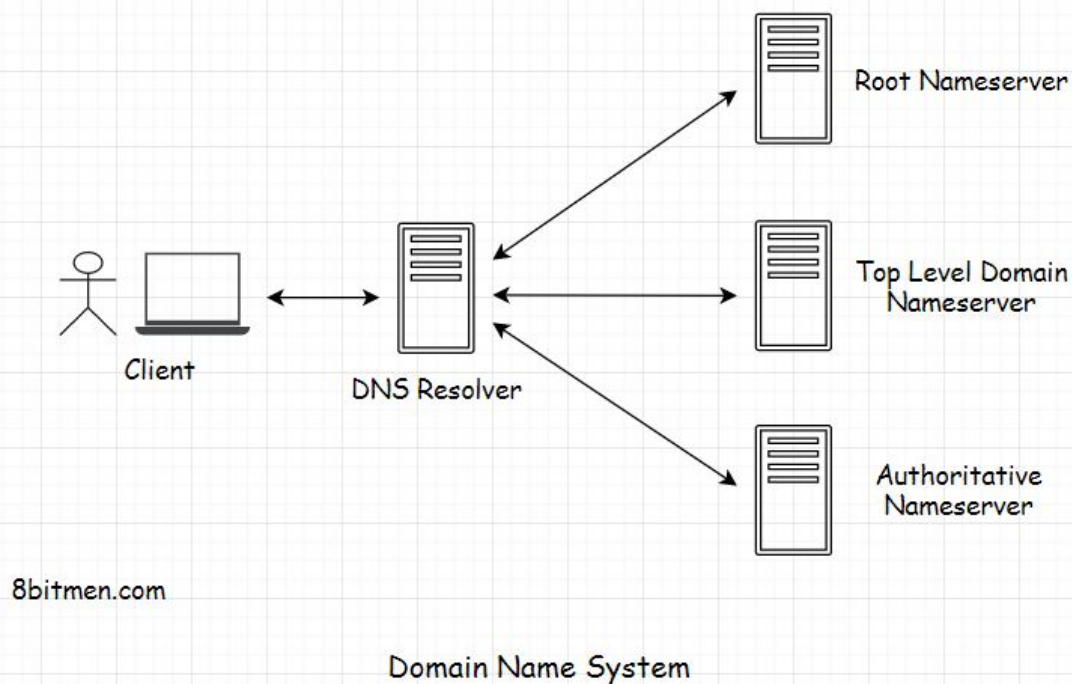 Root Nameserver
Top Level Domain
Nameserver
Client
DNS Resolver
Authoritative
Nameserver
8bitmen.com
Domain Name System